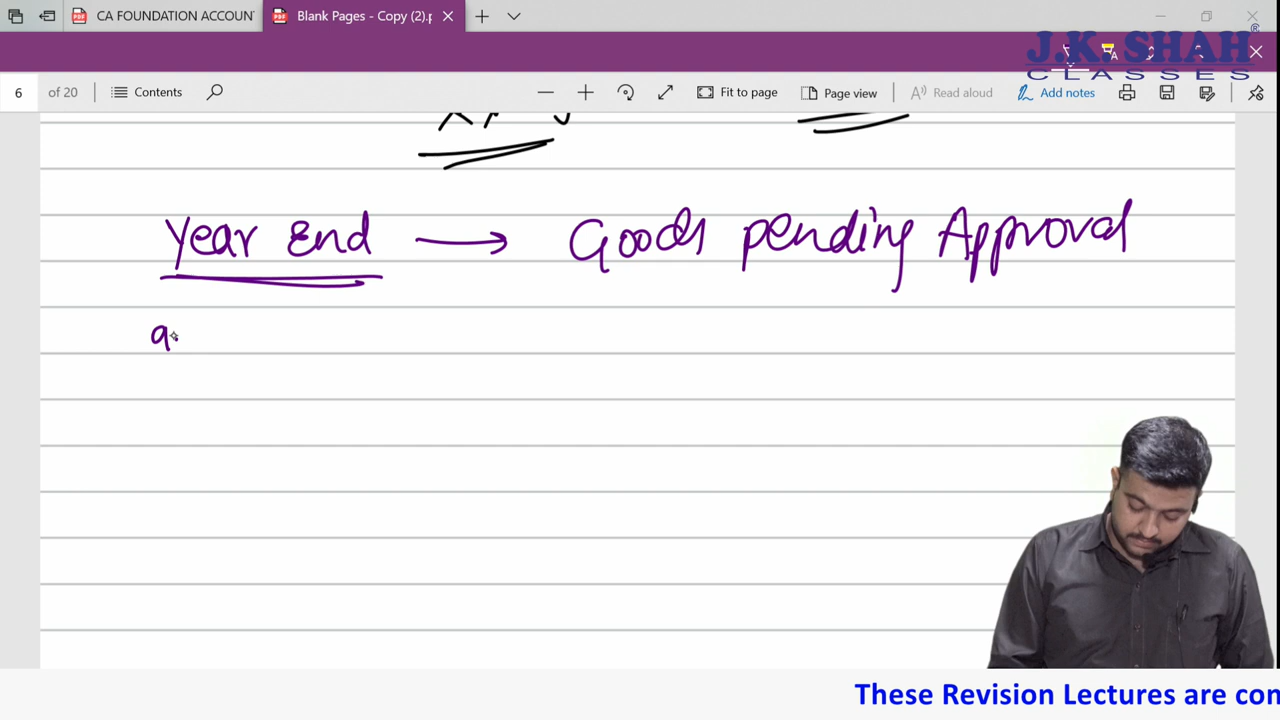 CA FOUNDATION ACCOUN
Blank Pages - Copy (2).p
J.K. SHAH®
CLASSES
6 of 20 Contents Fit to page Page view Read aloud Add notes
Year End → Goods pending Approval
a
These Revision Lectures are con